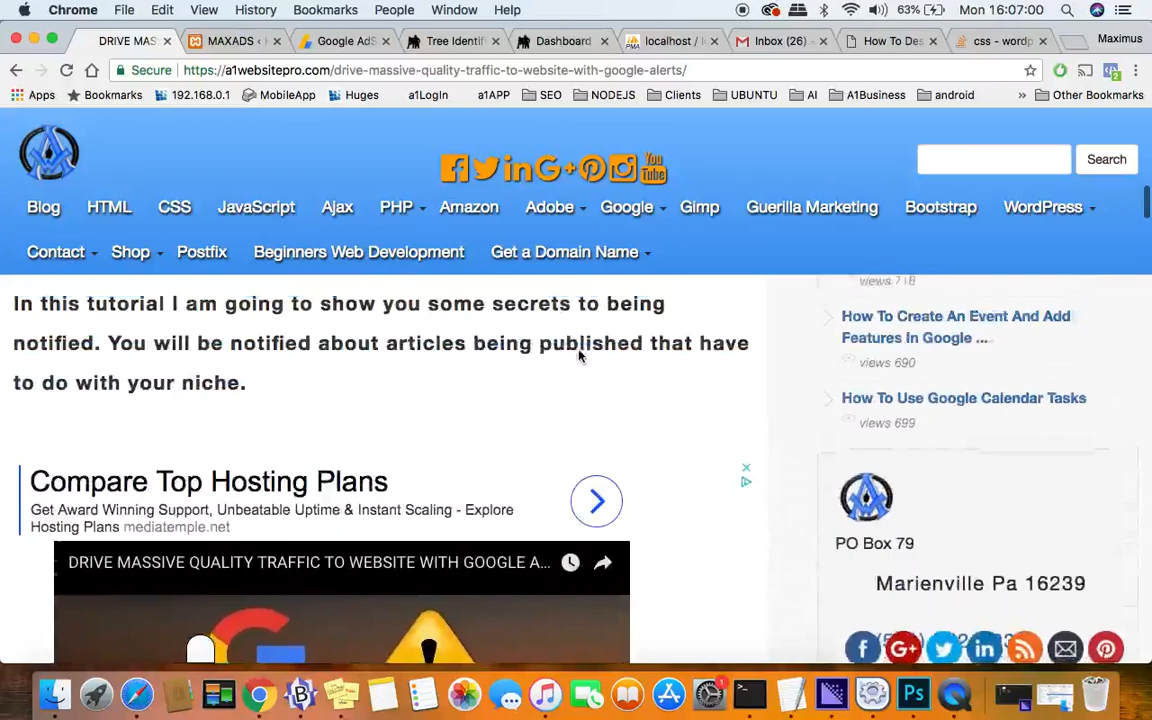 Chrome File Edit View History Bookmarks People Window Help 63% Mon 16:07:00
DRIVE MAS MAXADS Google AdS Tree Identif Dashboard localhost / l Inbox (26) How To Des css - wordp Maximus
Secure https://a1websitepro.com/drive-massive-quality-traffic-to-website-with-google-alerts/
Apps Bookmarks 192.168.0.1 MobileApp Huges a1LogIn a1APP SEO NODEJS Clients UBUNTU AI A1Business android » Other Bookmarks
You
Tube
Search
Blog HTML CSS JavaScript Ajax PHP Amazon Adobe Google Gimp Guerilla Marketing Bootstrap WordPress
Contact Shop Postfix Beginners Web Development Get a Domain Name
In this tutorial I am going to show you some secrets to being
notified. You will be notified about articles being published that have
to do with your niche.
Compare Top Hosting Plans
Get Award Winning Support, Unbeatable Uptime & Instant Scaling - Explore
Hosting Plans mediatemple.net
DRIVE MASSIVE QUALITY TRAFFIC TO WEBSITE WITH GOOGLE A...
views 718
How To Create An Event And Add
Features In Google ...
views 690
How To Use Google Calendar Tasks
views 699
PO Box 79
Marienville Pa 16239